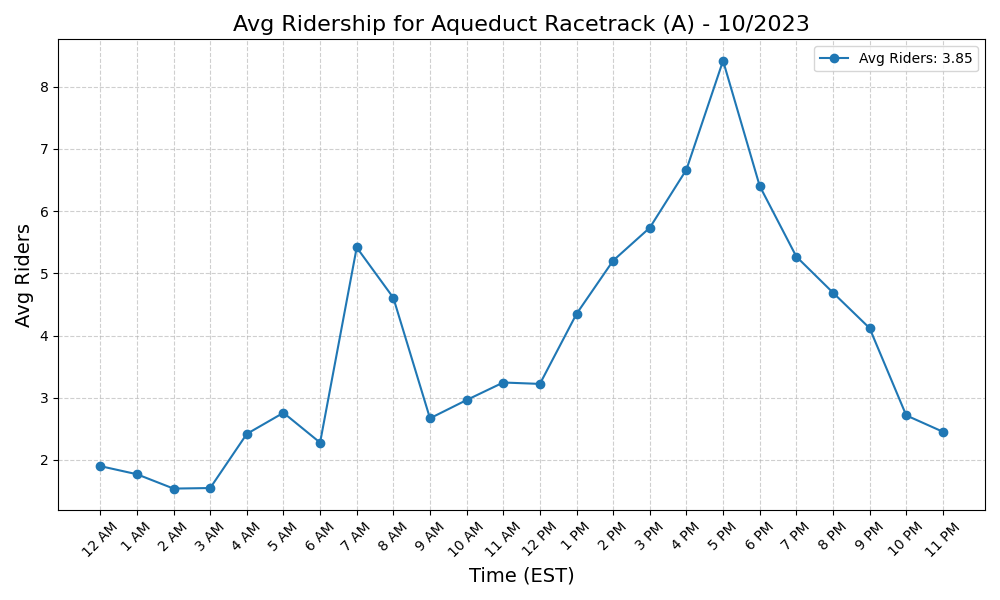 Avg Ridership for Aqueduct Racetrack (A) - 10/2023
Avg Riders: 3.85
Avg Riders
8
7
6
5
4
3
2
12 AM
1 AM
2 AM
3 AM
4 AM
5 AM
6 AM
7 AM
8 AM
9 AM
10 AM
11 AM
12 PM
1 PM
2 PM
3 PM
4 PM
5 PM
6 PM
7 PM
8 PM
9 PM
10 PM
11 PM
Time (EST)